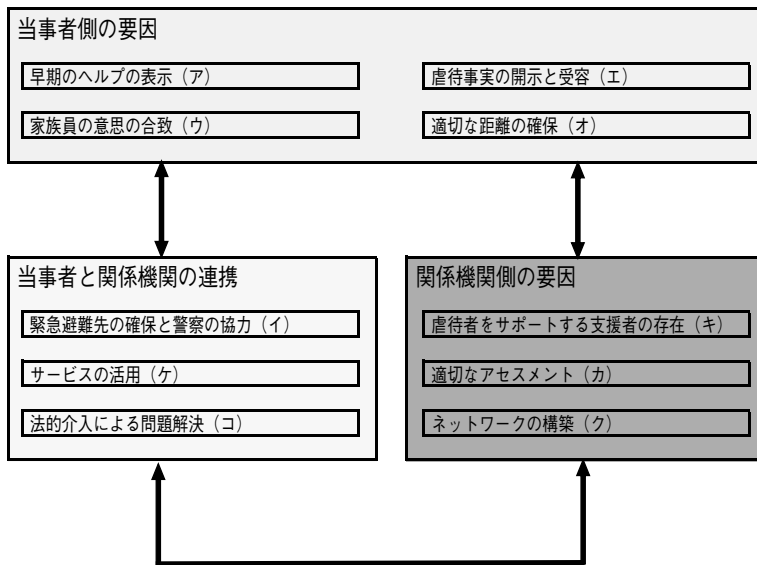 当事者側の要因
早期のヘルプの表示（ア）
虐待事実の開示と受容（エ）
家族員の意思の合致（ウ）
適切な距離の確保（オ）
当事者と関係機関の連携
緊急避難先の確保と警察の協力（イ）
サービスの活用（ケ）
法的介入による問題解決（コ）
関係機関側の要因
虐待者をサポートする支援者の存在（キ）
適切なアセスメント（カ）
ネットワークの構築（ク）